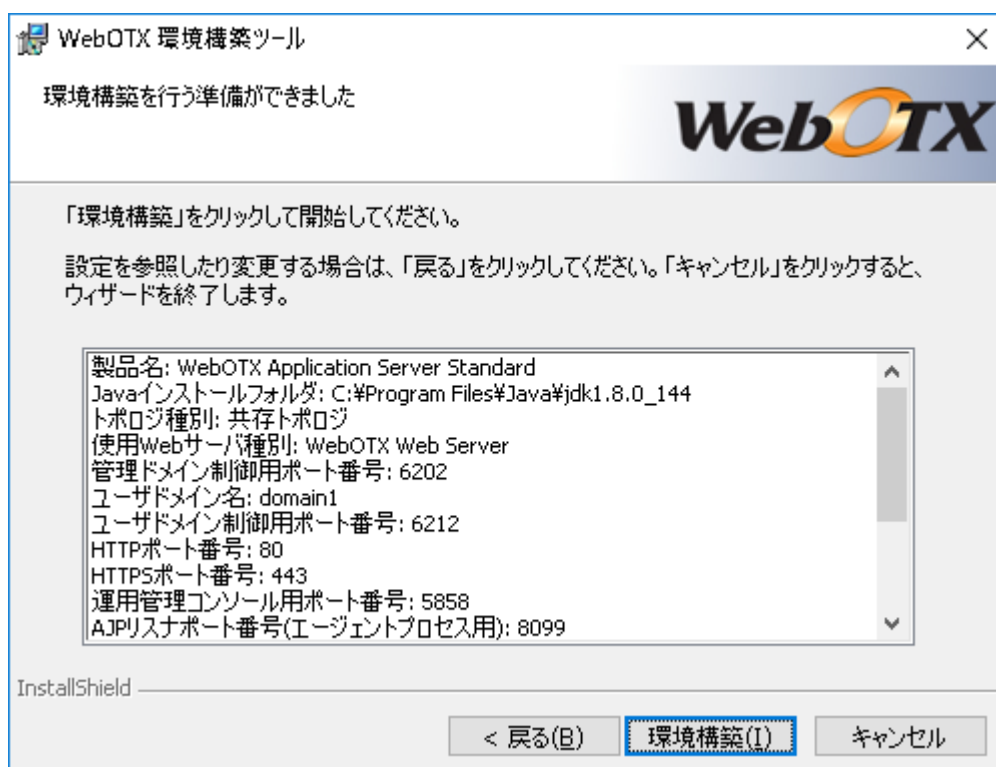 WebOTX 環境構築ツール
環境構築を行う準備ができました
WebOTX
「環境構築」をクリックして開始してください。
設定を参照したり変更する場合は、「戻る」をクリックしてください。「キャンセル」をクリックすると、
ウィザードを終了します。
製品名: WebOTX Application Server Standard
Javaインストールフォルダ: C:¥Program Files¥Java¥jdk1.8.0_144
トポロジ種別: 共存トポロジ
使用Webサーバ種別: WebOTX Web Server
管理ドメイン制御用ポート番号: 6202
ユーザドメイン名: domain1
ユーザドメイン制御用ポート番号: 6212
HTTPポート番号: 80
HTTPSポート番号: 443
運用管理コンソール用ポート番号: 5858
AJPリスナポート番号(エージェントプロセス用): 8099
InstallShield
< 戻る(B)
環境構築(I)
キャンセル